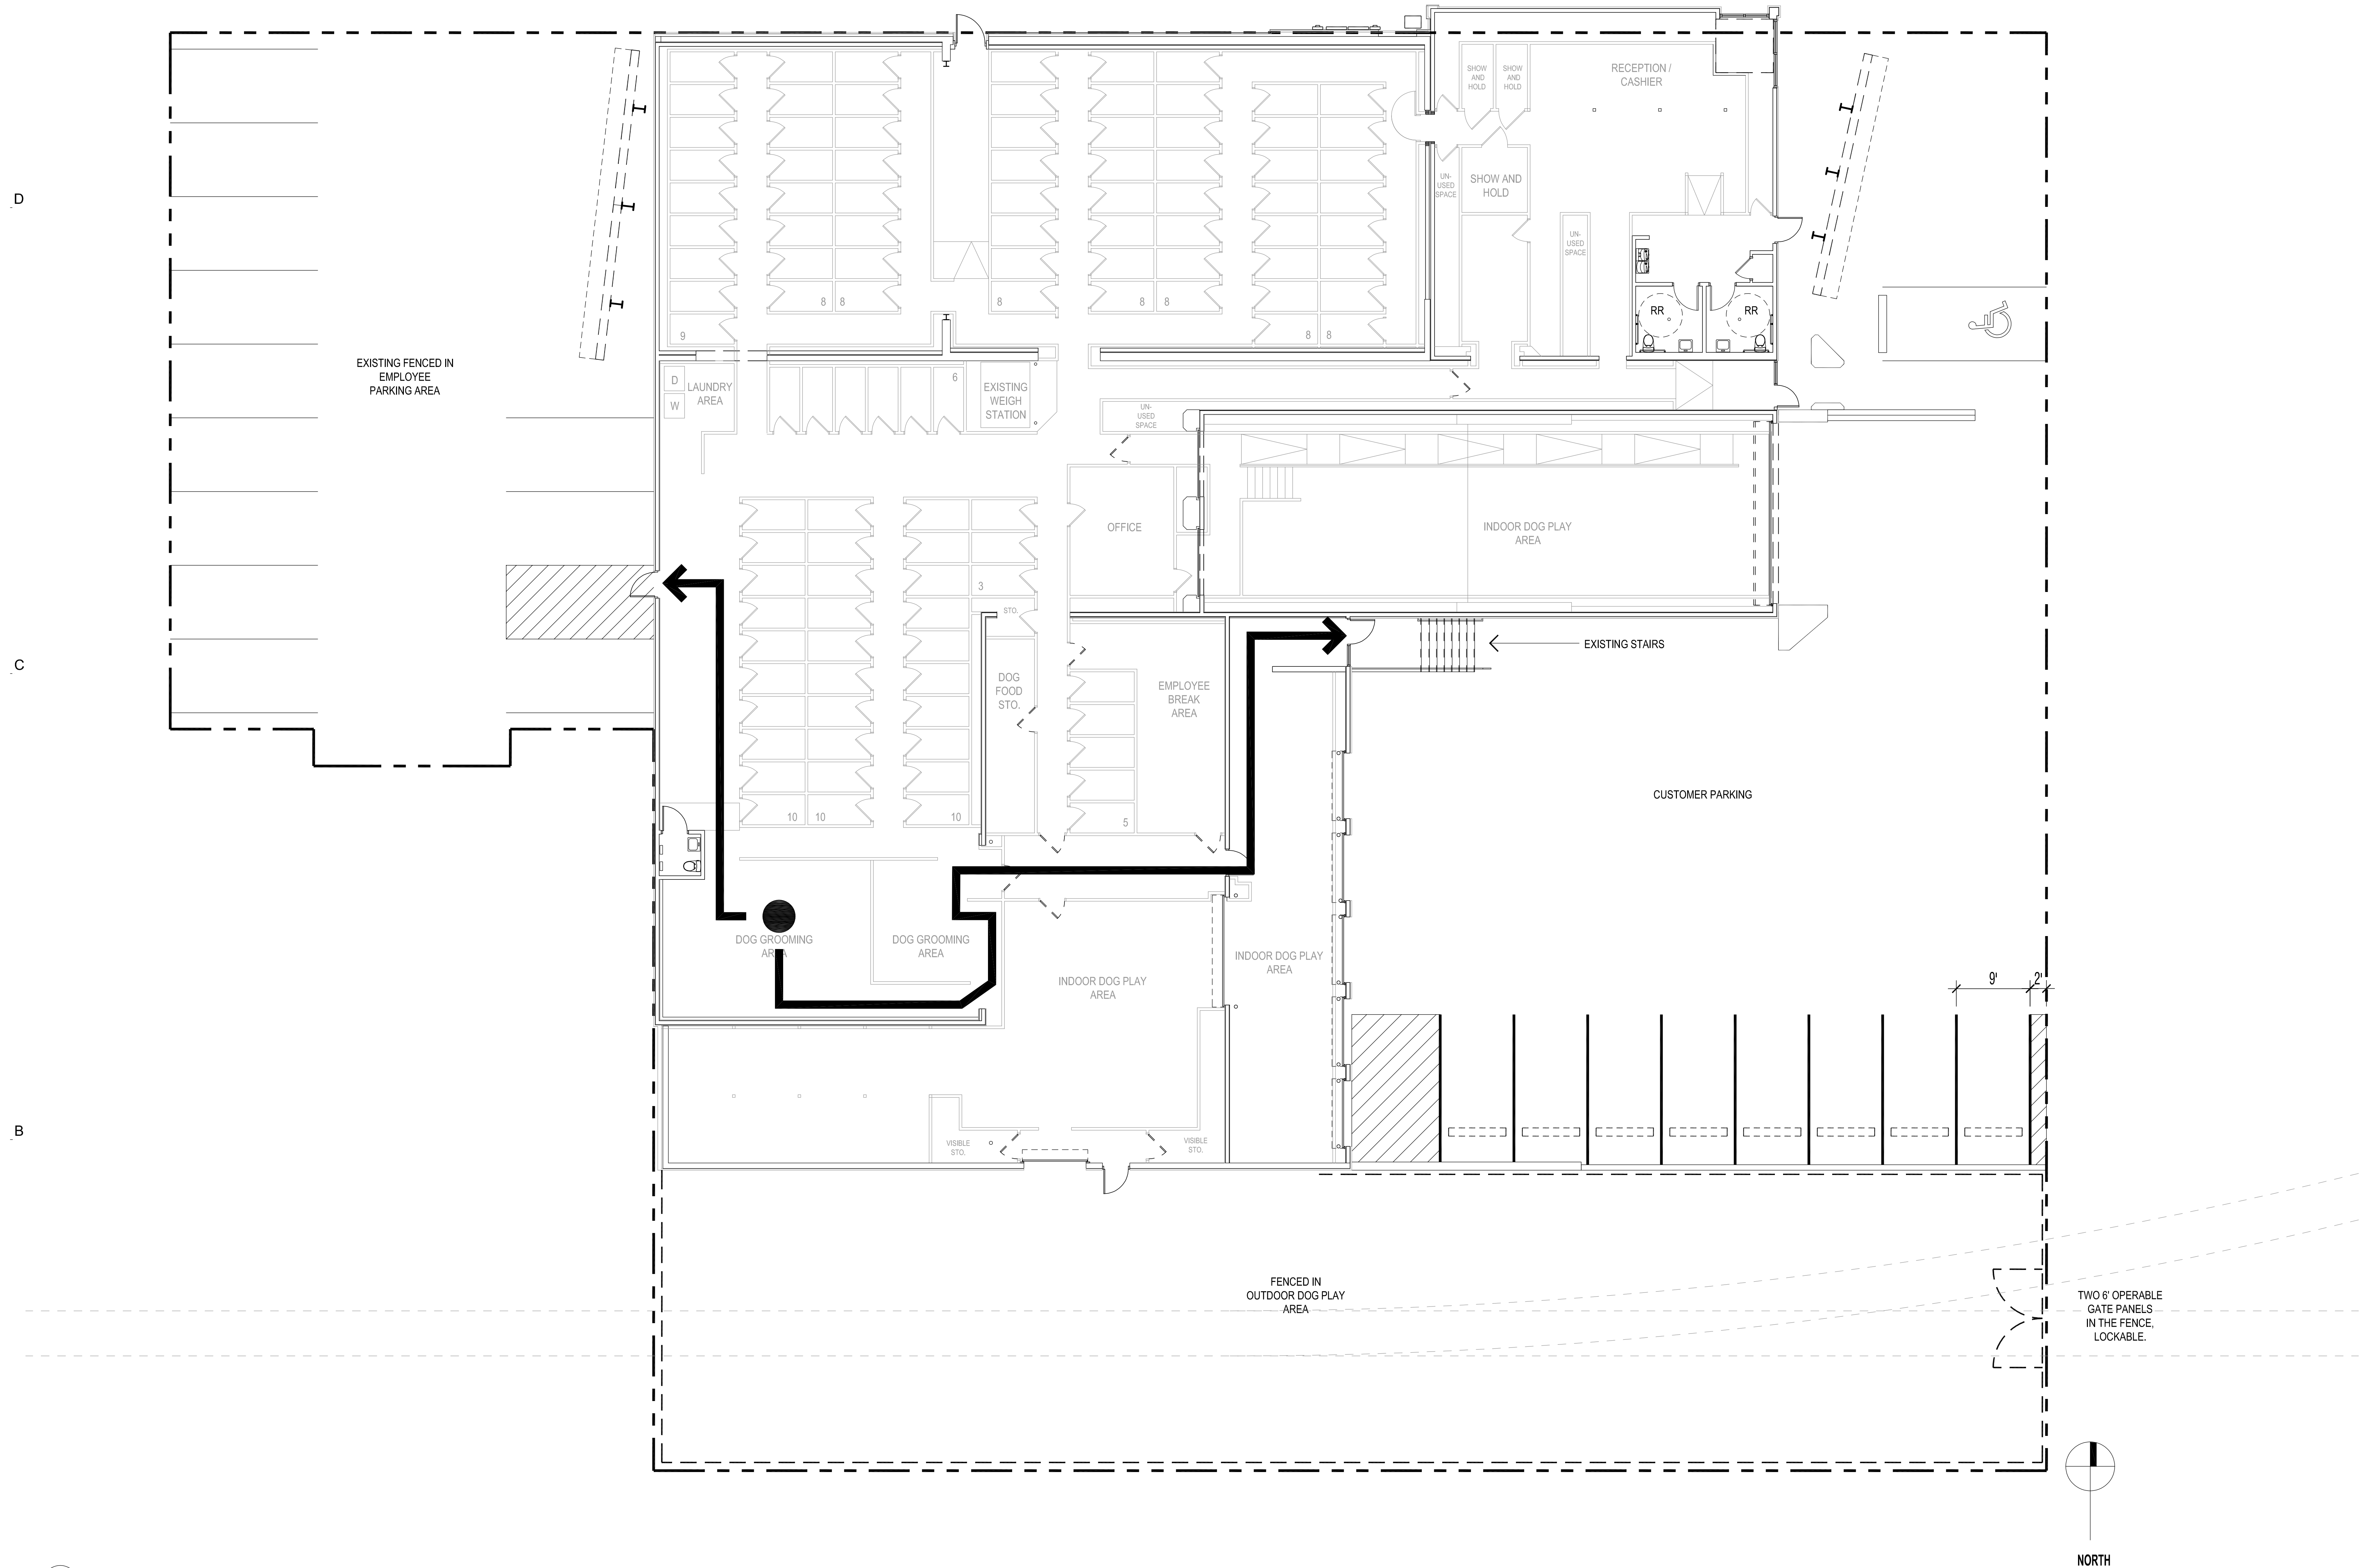 SHOW
AND
HOLD
SHOW
AND
HOLD
RECEPTION /
CASHIER
D
UN-
USED
SPACE
SHOW AND
HOLD
UN-
USED
SPACE
8
8
8
8
8
RR
RR
9
8
8
EXISTING FENCED IN
EMPLOYEE
PARKING AREA
D
W
LAUNDRY
AREA
6
EXISTING
WEIGH
STATION
UN-
USED
SPACE
OFFICE
INDOOR DOG PLAY
AREA
3
STO.
EXISTING STAIRS
C
DOG
FOOD
STO.
EMPLOYEE
BREAK
AREA
CUSTOMER PARKING
10
10
10
5
DOG GROOMING
AREA
DOG GROOMING
AREA
INDOOR DOG PLAY
AREA
INDOOR DOG PLAY
AREA
9'
2'
B
VISIBLE
STO.
VISIBLE
STO.
FENCED IN
OUTDOOR DOG PLAY
AREA
TWO 6' OPERABLE
GATE PANELS
IN THE FENCE,
LOCKABLE.
NORTH